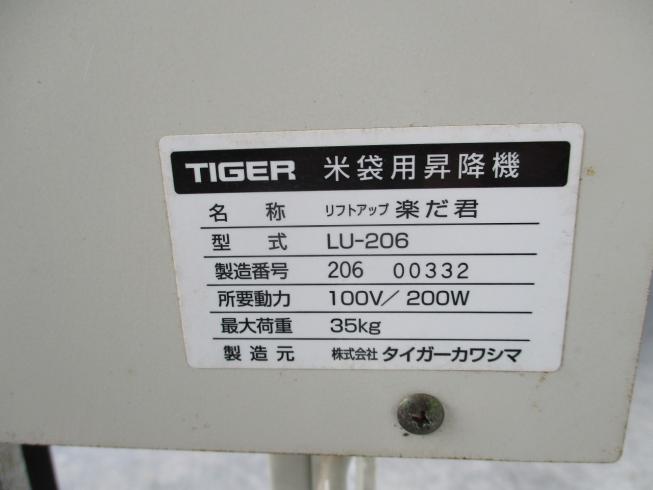 TIGER 米袋用昇降機
名称 リフトアップ 楽だ君
型式 LU-206
製造番号 206 00332
所要動力 100V／200W
最大荷重 35kg
製造元 株式会社 タイガーカワシマ